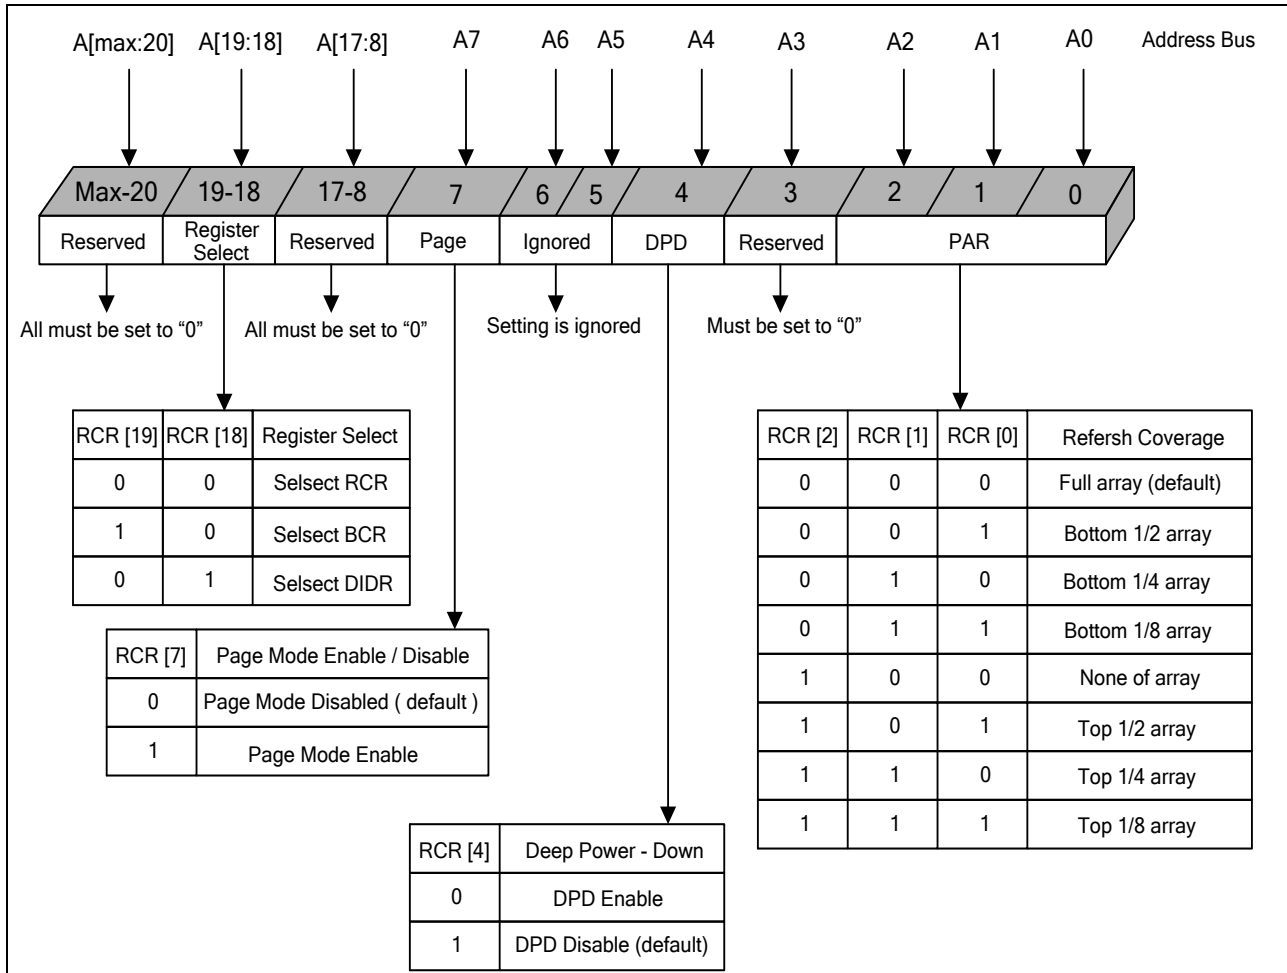 A[max:20] A[19:18] A[17:8] A7 A6 A5 A4 A3 A2 A1 A0 Address Bus
Max-20 19-18 17-8 7 6 5 4 3 2 1 0
Reserved Register Select Reserved Page Ignored DPD Reserved PAR
All must be set to “0” All must be set to “0” Setting is ignored Must be set to “0”
RCR [19] RCR [18] Register Select
0 0 Selsect RCR
1 0 Selsect BCR
0 1 Selsect DIDR
RCR [7] Page Mode Enable / Disable
0 Page Mode Disabled ( default )
1 Page Mode Enable
RCR [4] Deep Power - Down
0 DPD Enable
1 DPD Disable (default)
RCR [2] RCR [1] RCR [0] Refersh Coverage
0 0 0 Full array (default)
0 0 1 Bottom 1/2 array
0 1 0 Bottom 1/4 array
0 1 1 Bottom 1/8 array
1 0 0 None of array
1 0 1 Top 1/2 array
1 1 0 Top 1/4 array
1 1 1 Top 1/8 array